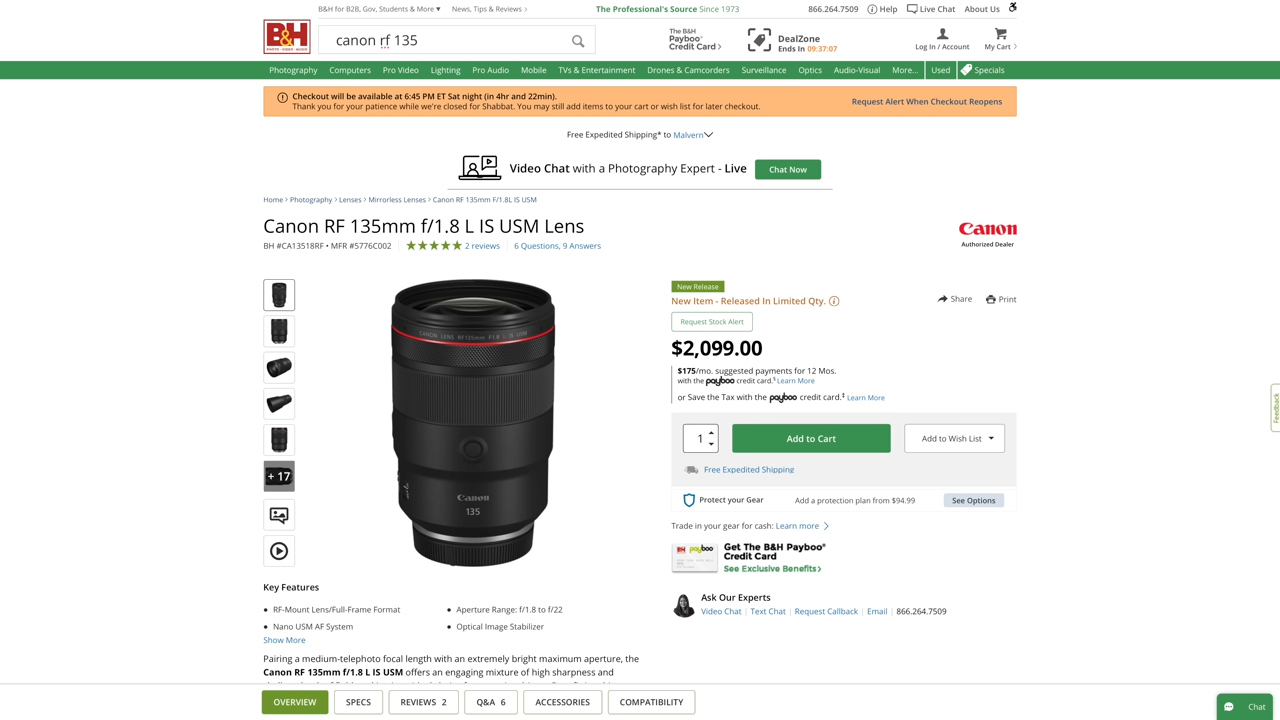 B&H for B2B, Gov, Students & More ▼ News, Tips & Reviews >
The Professional's Source Since 1973
866.264.7509 Help Live Chat About Us
B&H
PHOTO · VIDEO · AUDIO
canon rf 135
The B&H
Payboo®
Credit Card >
DealZone
Ends In 09:37:07
Log In / Account
My Cart >
Photography Computers Pro Video Lighting Pro Audio Mobile TVs & Entertainment Drones & Camcorders Surveillance Optics Audio-Visual More... Used Specials
Checkout will be available at 6:45 PM ET Sat night (in 4hr and 22min).
Thank you for your patience while we're closed for Shabbat. You may still add items to your cart or wish list for later checkout.
Request Alert When Checkout Reopens
Free Expedited Shipping* to Malvern
Video Chat with a Photography Expert - Live
Chat Now
Home > Photography > Lenses > Mirrorless Lenses > Canon RF 135mm F/1.8L IS USM
Canon RF 135mm f/1.8 L IS USM Lens
BH #CA13518RF • MFR #5776C002 2 reviews 6 Questions, 9 Answers
Canon
Authorized Dealer
CANON LENS RF135mm F1.8 L IS USM
Canon
135
+ 17
New Release
New Item - Released In Limited Qty.
Share Print
Request Stock Alert
$2,099.00
$175/mo. suggested payments for 12 Mos.
with the payboo credit card.§ Learn More
or Save the Tax with the payboo credit card.‡ Learn More
1
Add to Cart
Add to Wish List
Free Expedited Shipping
Protect your Gear
Add a protection plan from $94.99
See Options
Trade in your gear for cash: Learn more >
B&H payboo
Get The B&H Payboo®
Credit Card
See Exclusive Benefits >
Ask Our Experts
Video Chat | Text Chat | Request Callback | Email | 866.264.7509
Key Features
• RF-Mount Lens/Full-Frame Format
• Aperture Range: f/1.8 to f/22
• Nano USM AF System
• Optical Image Stabilizer
Show More
Pairing a medium-telephoto focal length with an extremely bright maximum aperture, the
Canon RF 135mm f/1.8 L IS USM offers an engaging mixture of high sharpness and
OVERVIEW SPECS REVIEWS 2 Q&A 6 ACCESSORIES COMPATIBILITY
Feedback
Chat